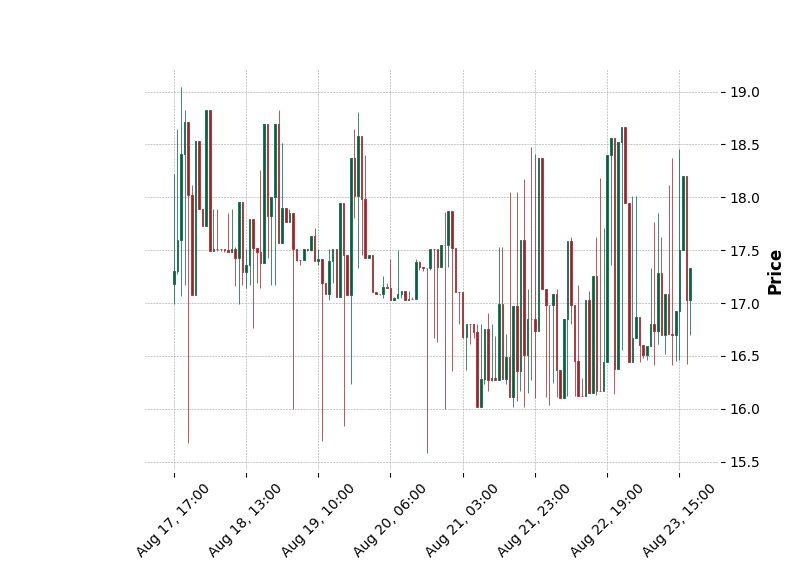 19.0
18.5
18.0
17.5
17.0
16.5
16.0
15.5
Price
Aug 17, 17:00
Aug 18, 13:00
Aug 19, 10:00
Aug 20, 06:00
Aug 21, 03:00
Aug 21, 23:00
Aug 22, 19:00
Aug 23, 15:00